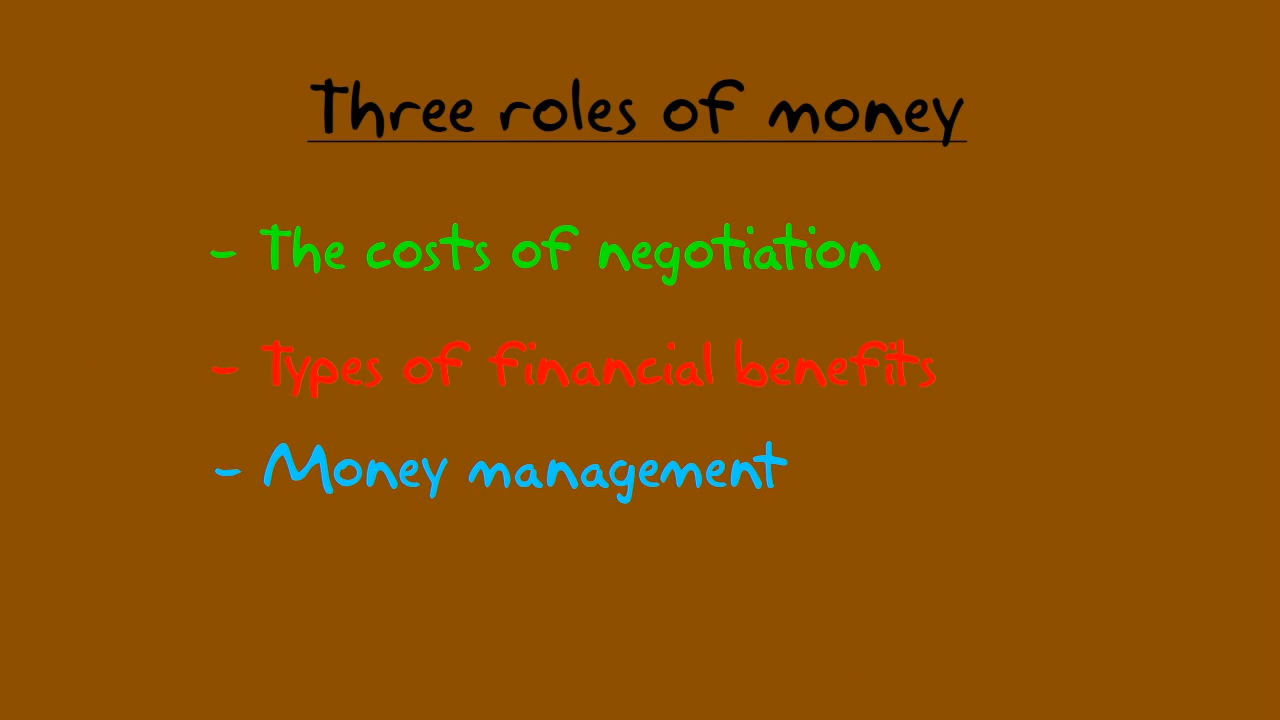 Three roles of money
- The costs of negotiation
- Types of financial benefits
- Money management